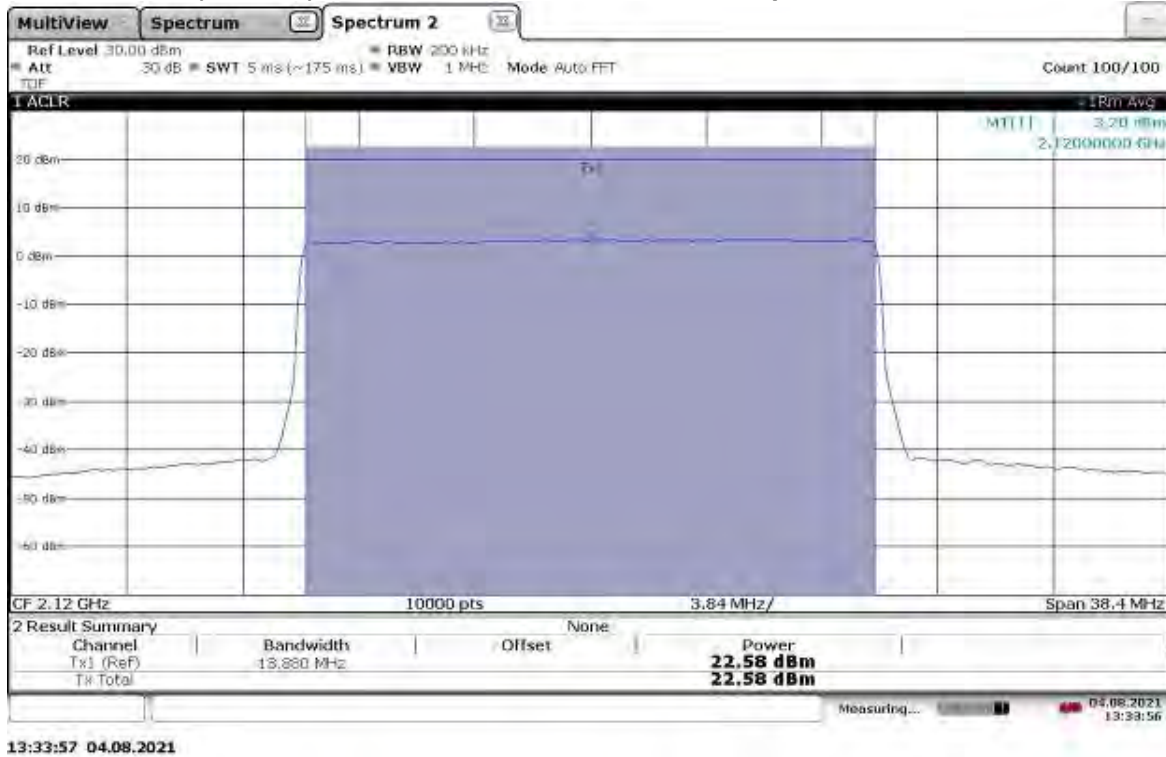 MultiView Spectrum Spectrum 2
Ref Level 30.00 dBm RBW 200 kHz
Att 30 dB SWT 5 ms (~175 ms) VBW 1 MHz Mode Auto FFT Count 100/100
TDF
1 ACLR 1Rm Avg
M1[1] 3.20 dBm
2.12000000 GHz
20 dBm
Tx1
10 dBm
0 dBm
-10 dBm
-20 dBm
-30 dBm
-40 dBm
-50 dBm
-60 dBm
CF 2.12 GHz 10000 pts 3.84 MHz/ Span 38.4 MHz
2 Result Summary None
Channel Bandwidth Offset Power
Tx1 (Ref) MHz 22.58 dBm
Tx Total 22.58 dBm
Measuring... 04.08.2021
13:33:56
13:33:57 04.08.2021